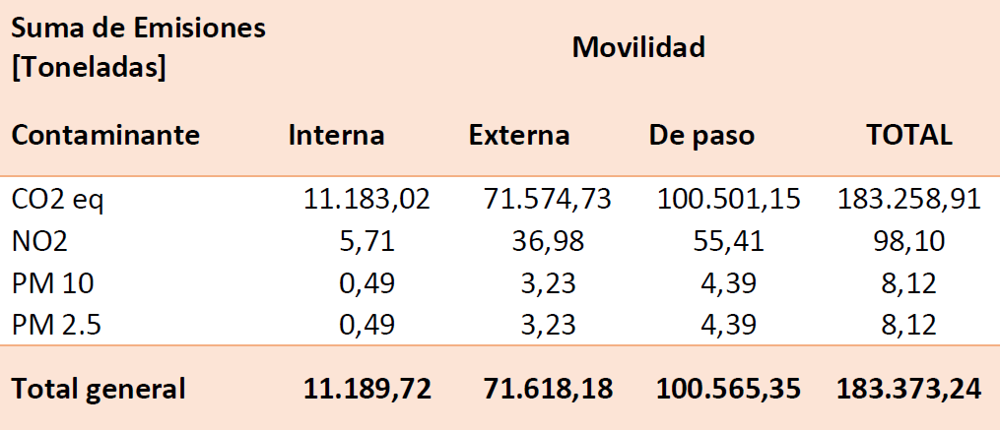 Suma de Emisiones
[Toneladas]
Movilidad
Contaminante Interna Externa De paso TOTAL
CO2 eq 11.183,02 71.574,73 100.501,15 183.258,91
NO2 5,71 36,98 55,41 98,10
PM 10 0,49 3,23 4,39 8,12
PM 2.5 0,49 3,23 4,39 8,12
Total general 11.189,72 71.618,18 100.565,35 183.373,24